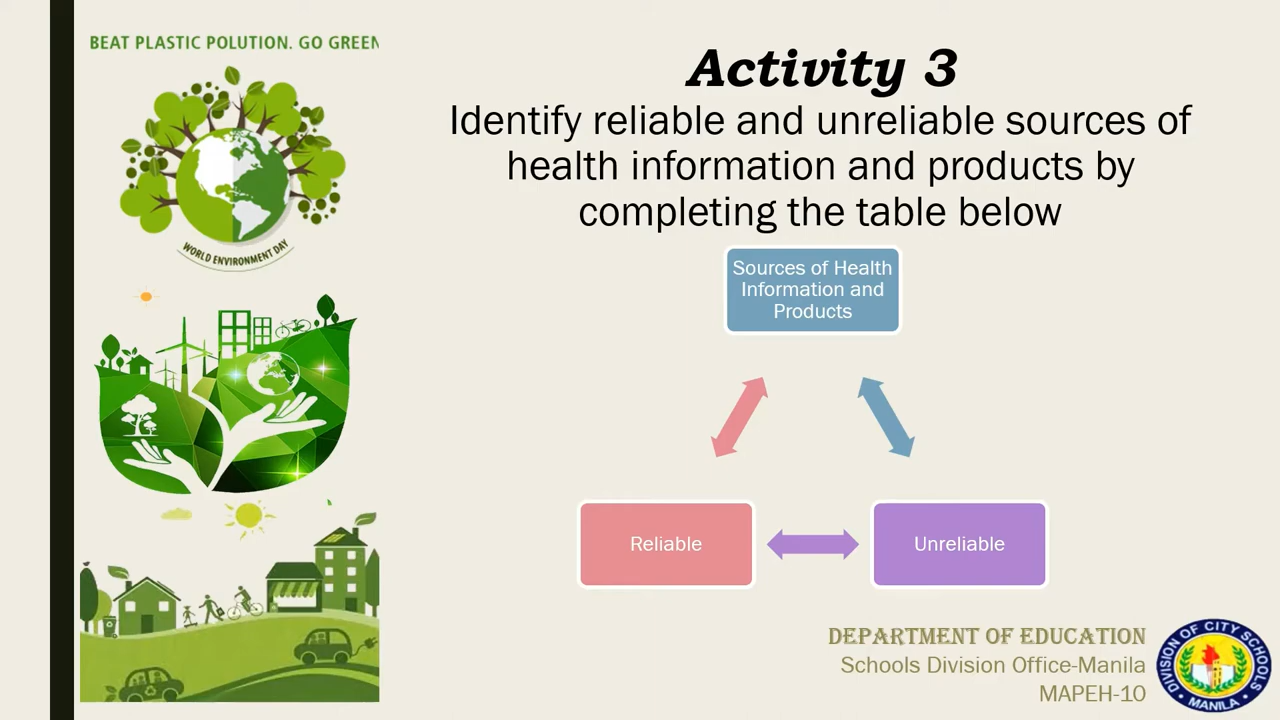 BEAT PLASTIC POLUTION. GO GREEN
WORLD ENVIRONMENT DAY
Activity 3
Identify reliable and unreliable sources of
health information and products by
completing the table below
Sources of Health
Information and
Products
Reliable
Unreliable
DEPARTMENT OF EDUCATION
Schools Division Office-Manila
MAPEH-10
DIVISION OF CITY SCHOOLS
MANILA